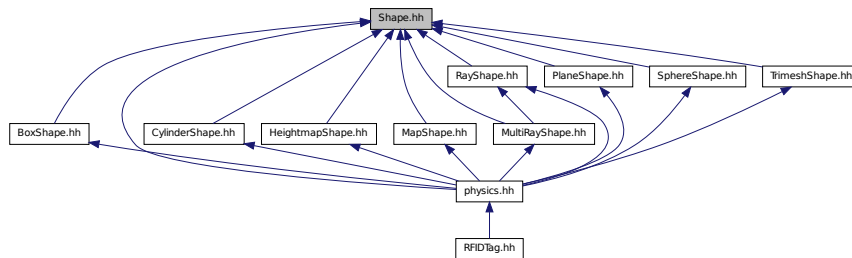 Shape.hh
RayShape.hh
PlaneShape.hh
SphereShape.hh
TrimeshShape.hh
BoxShape.hh
CylinderShape.hh
HeightmapShape.hh
MapShape.hh
MultiRayShape.hh
physics.hh
RFIDTag.hh